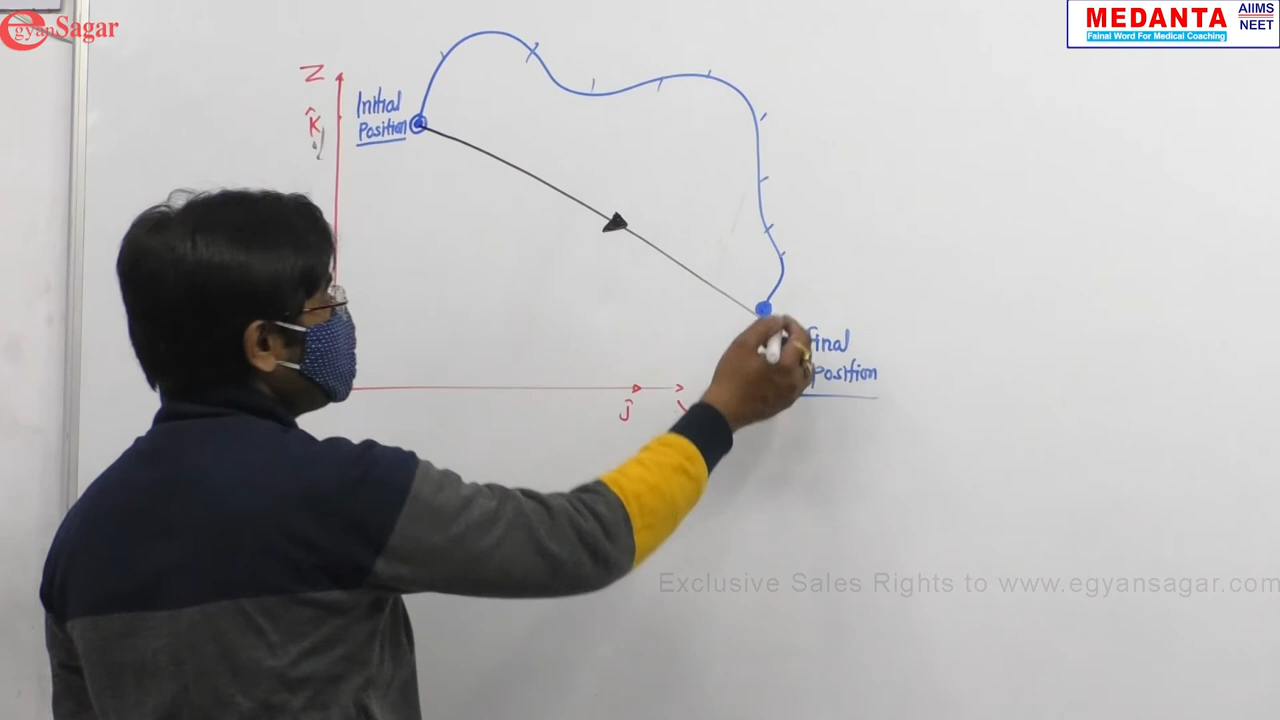 egyanSagar
MEDANTA
Fainal Word For Medical Coaching
AIIMS
NEET
Z
K̂
Initial
Position
ĵ
final
Position
Exclusive Sales Rights to www.egyansagar.com